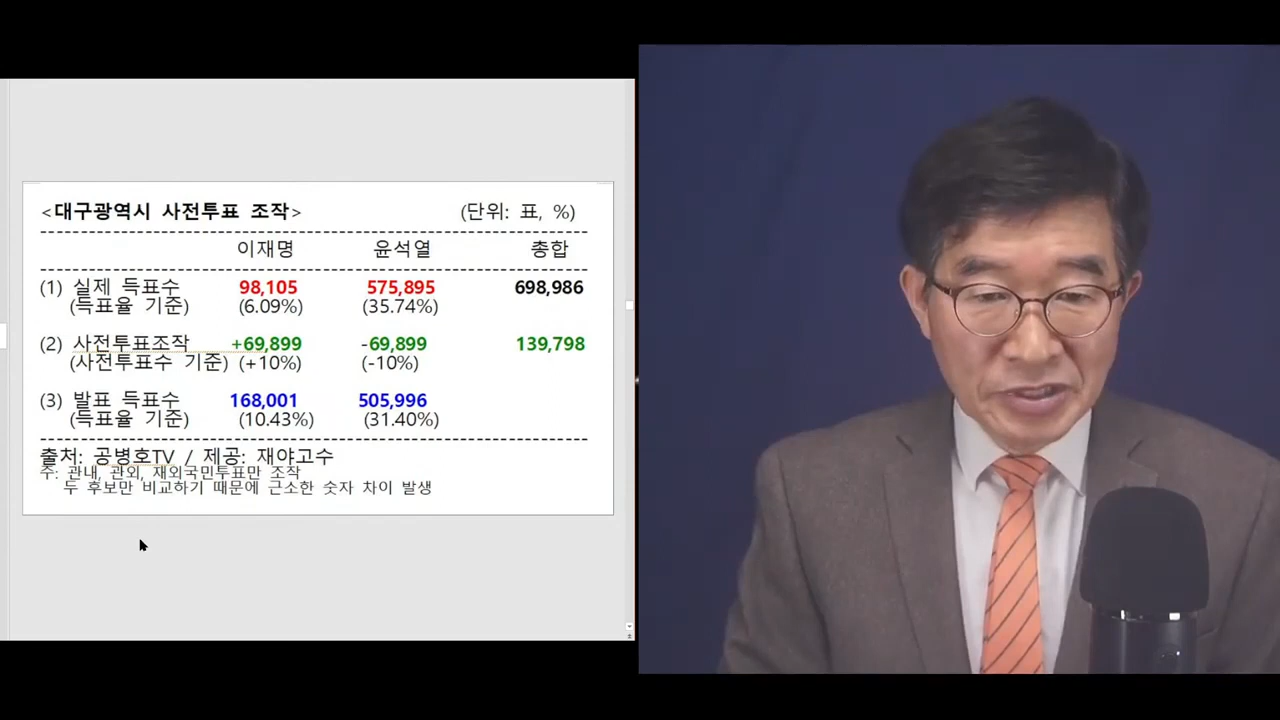 <대구광역시 사전투표 조작> (단위: 표, %)
이재명 윤석열 총합
(1) 실제 득표수 98,105 575,895 698,986
(득표율 기준) (6.09%) (35.74%)
(2) 사전투표조작 +69,899 -69,899 139,798
(사전투표수 기준) (+10%) (-10%)
(3) 발표 득표수 168,001 505,996
(득표율 기준) (10.43%) (31.40%)
출처: 공병호TV / 제공: 재야고수
주: 관내, 관외, 재외국민투표만 조작
두 후보만 비교하기 때문에 근소한 숫자 차이 발생